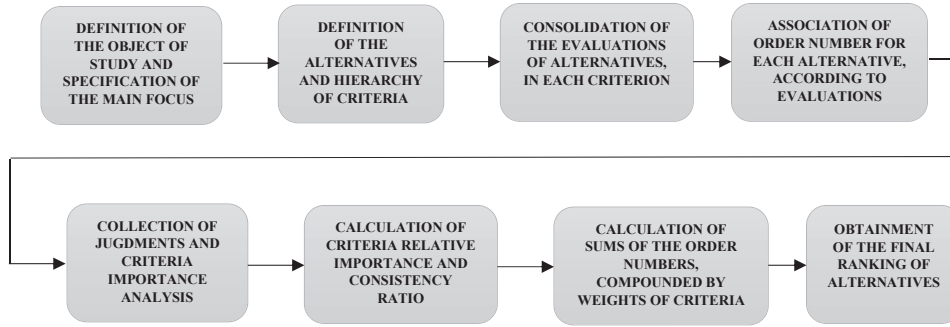 DEFINITION OF
THE OBJECT OF
STUDY AND
SPECIFICATION OF
THE MAIN FOCUS
DEFINITION
OF THE
ALTERNATIVES
AND HIERARCHY
OF CRITERIA
CONSOLIDATION OF
THE EVALUATIONS
OF ALTERNATIVES,
IN EACH CRITERION
ASSOCIATION OF
ORDER NUMBER FOR
EACH ALTERNATIVE,
ACCORDING TO
EVALUATIONS
COLLECTION OF
JUGDMENTS AND
CRITERIA
IMPORTANCE
ANALYSIS
CALCULATION OF
CRITERIA RELATIVE
IMPORTANCE AND
CONSISTENCY
RATIO
CALCULATION OF
SUMS OF THE ORDER
NUMBERS,
COMPOUNDED BY
WEIGHTS OF CRITERIA
OBTAINMENT
OF THE FINAL
RANKING OF
ALTERNATIVES